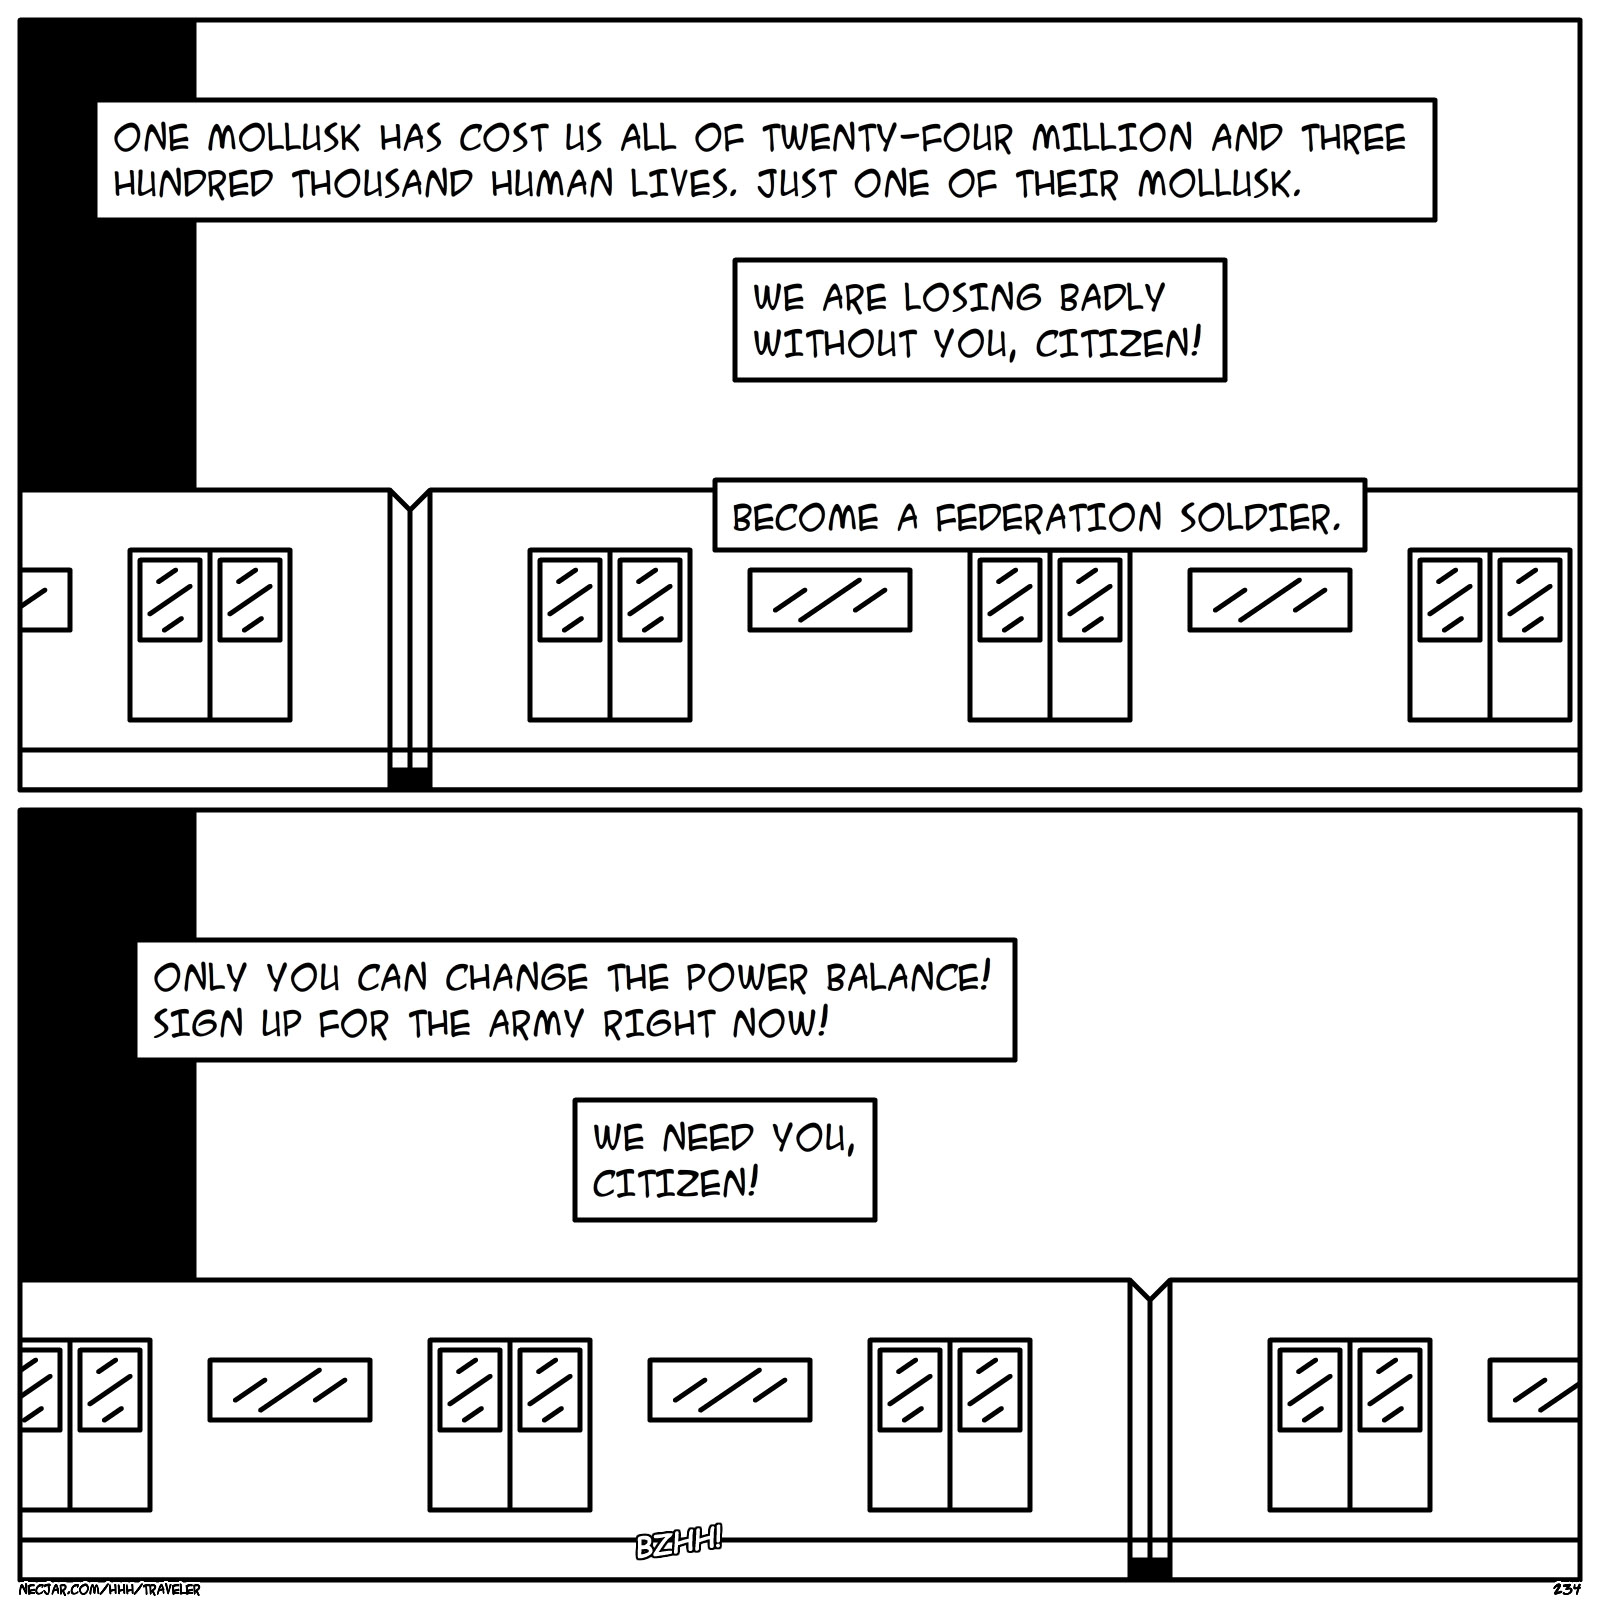 ONE MOLLUSK HAS COST US ALL OF TWENTY-FOUR MILLION AND THREE
HUNDRED THOUSAND HUMAN LIVES. JUST ONE OF THEIR MOLLUSK.
WE ARE LOSING BADLY
WITHOUT YOU, CITIZEN!
BECOME A FEDERATION SOLDIER.
ONLY YOU CAN CHANGE THE POWER BALANCE!
SIGN UP FOR THE ARMY RIGHT NOW!
WE NEED YOU,
CITIZEN!
BZHH!
NECJAR.COM/HHH/TRAVELER
234